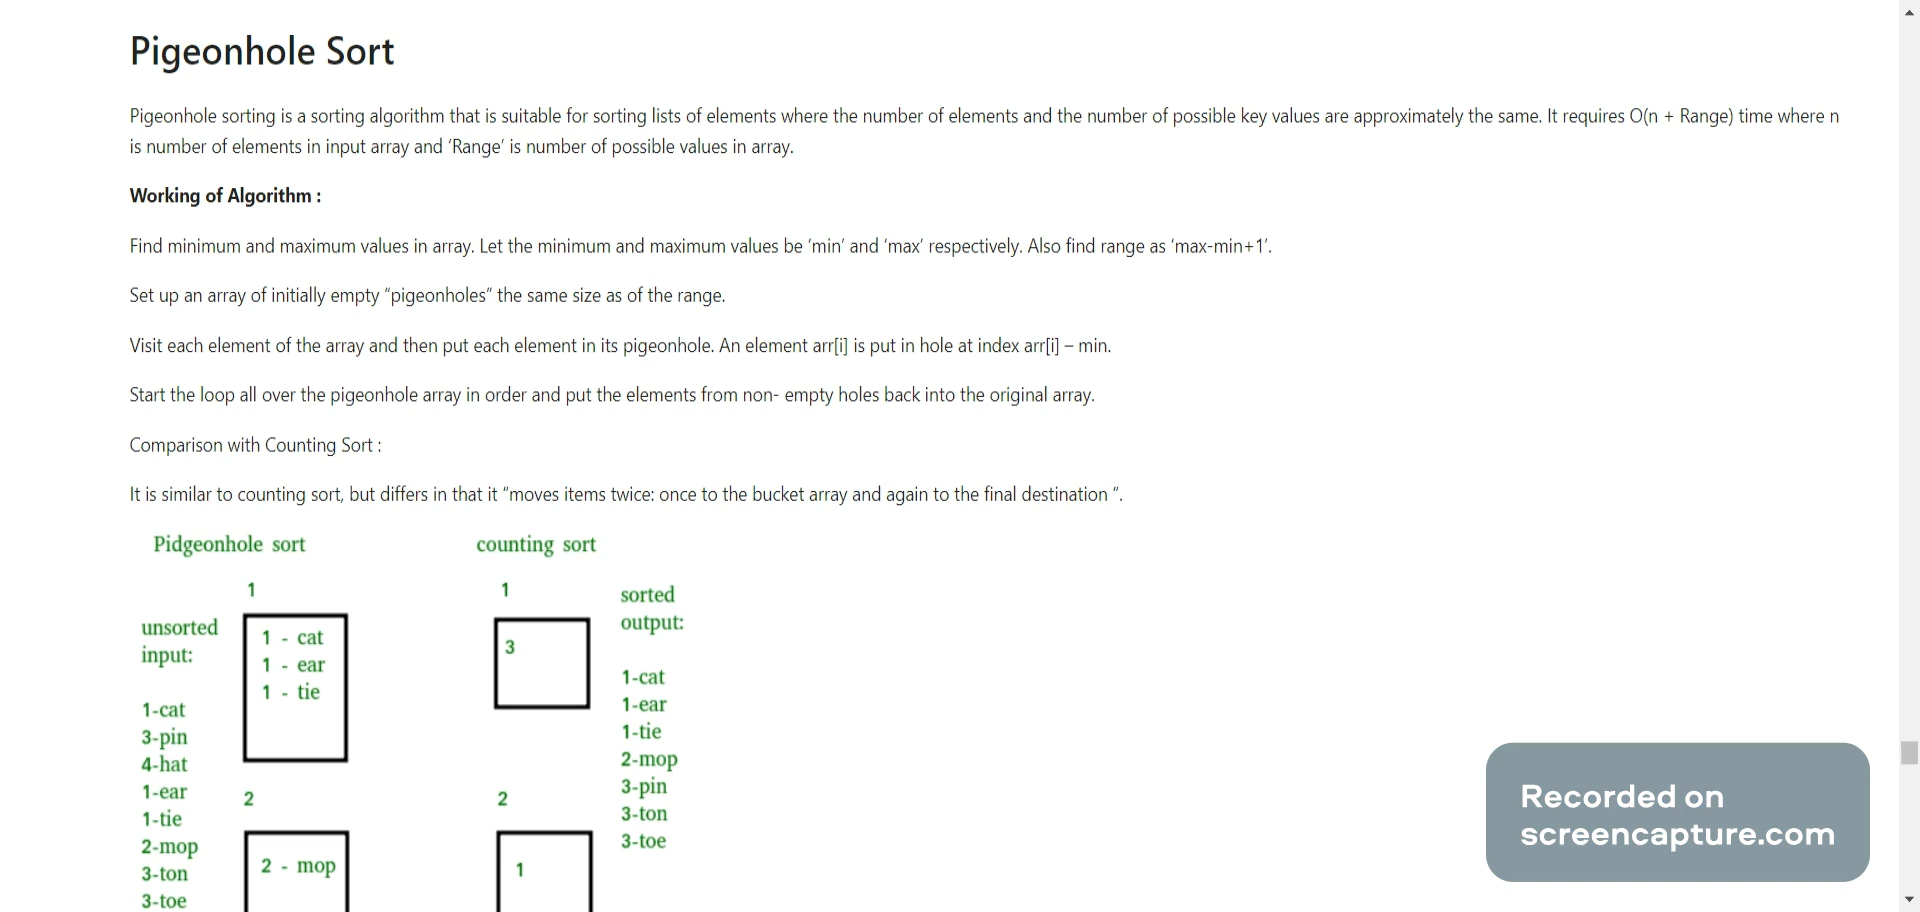 Pigeonhole Sort
Pigeonhole sorting is a sorting algorithm that is suitable for sorting lists of elements where the number of elements and the number of possible key values are approximately the same. It requires O(n + Range) time where n
is number of elements in input array and ‘Range’ is number of possible values in array.
Working of Algorithm :
Find minimum and maximum values in array. Let the minimum and maximum values be ‘min’ and ‘max’ respectively. Also find range as ‘max-min+1’.
Set up an array of initially empty “pigeonholes” the same size as of the range.
Visit each element of the array and then put each element in its pigeonhole. An element arr[i] is put in hole at index arr[i] – min.
Start the loop all over the pigeonhole array in order and put the elements from non- empty holes back into the original array.
Comparison with Counting Sort :
It is similar to counting sort, but differs in that it “moves items twice: once to the bucket array and again to the final destination “.
Pidgeonhole sort
unsorted
input:
1-cat
3-pin
4-hat
1-ear
1-tie
2-mop
3-ton
3-toe
1
1 - cat
1 - ear
1 - tie
2
2 - mop
counting sort
1
3
2
1
sorted
output:
1-cat
1-ear
1-tie
2-mop
3-pin
3-ton
3-toe
Recorded on
screencapture.com